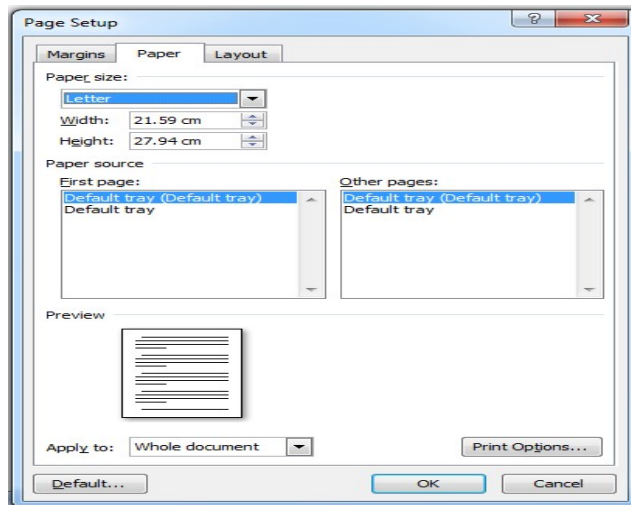 Page Setup
Margins Paper Layout
Paper size:
Letter
Width: 21.59 cm
Height: 27.94 cm
Paper source
First page: Other pages:
Default tray (Default tray) Default tray (Default tray)
Default tray Default tray
Preview
Apply to: Whole document Print Options...
Default... OK Cancel